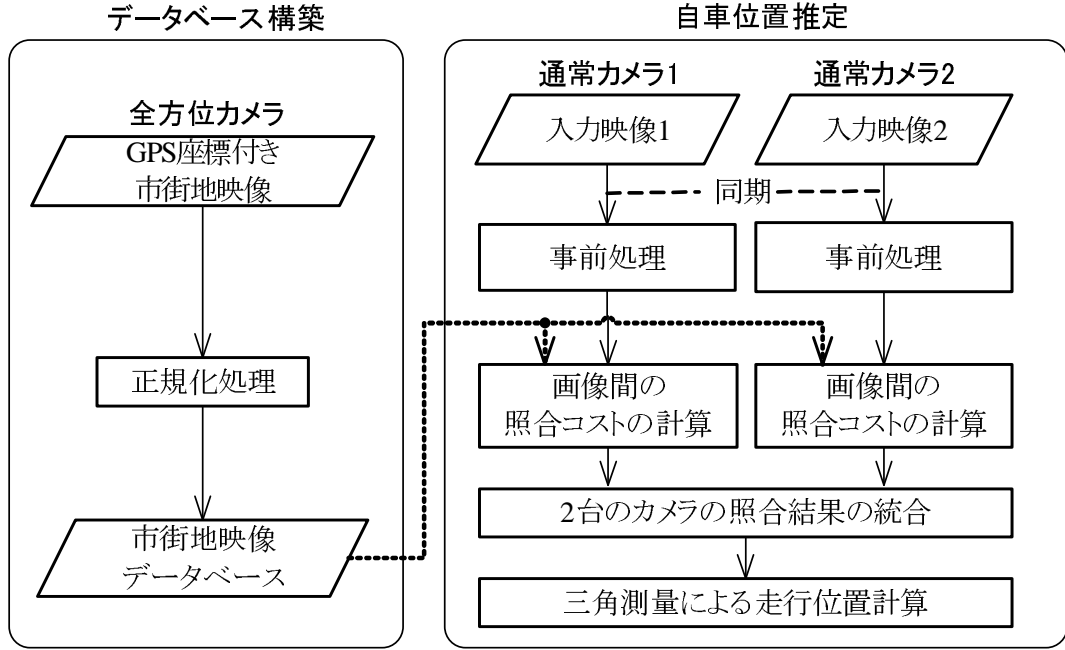 データベース構築
全方位カメラ
GPS座標付き
市街地映像
正規化処理
市街地映像
データベース
自車位置推定
通常カメラ1
通常カメラ2
入力映像1
入力映像2
同期
事前処理
事前処理
画像間の
照合コストの計算
画像間の
照合コストの計算
2台のカメラの照合結果の統合
三角測量による走行位置計算